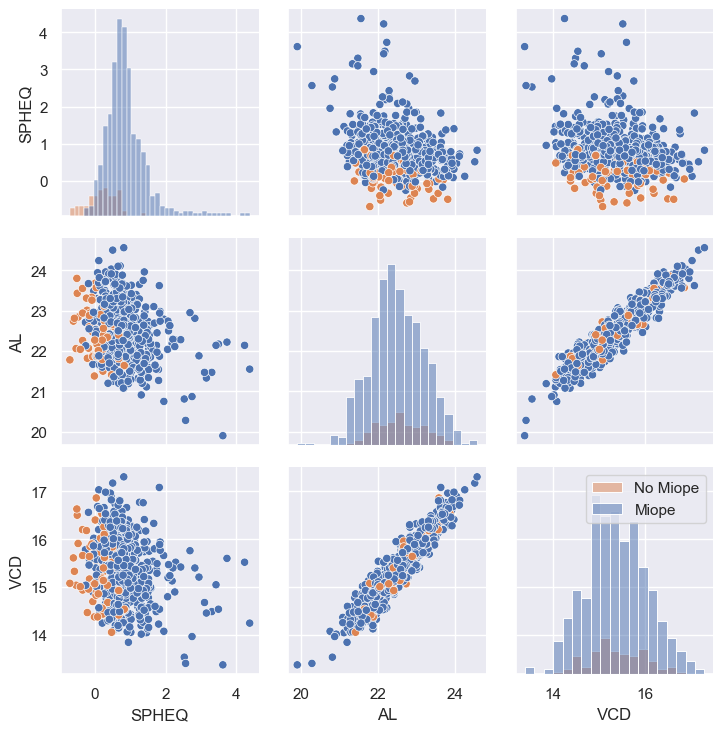 4
3
2
1
0
SPHEQ
24
23
22
21
20
AL
No Miope
Miope
17
16
15
14
VCD
0 2 4
20 22 24
14 16
SPHEQ
AL
VCD